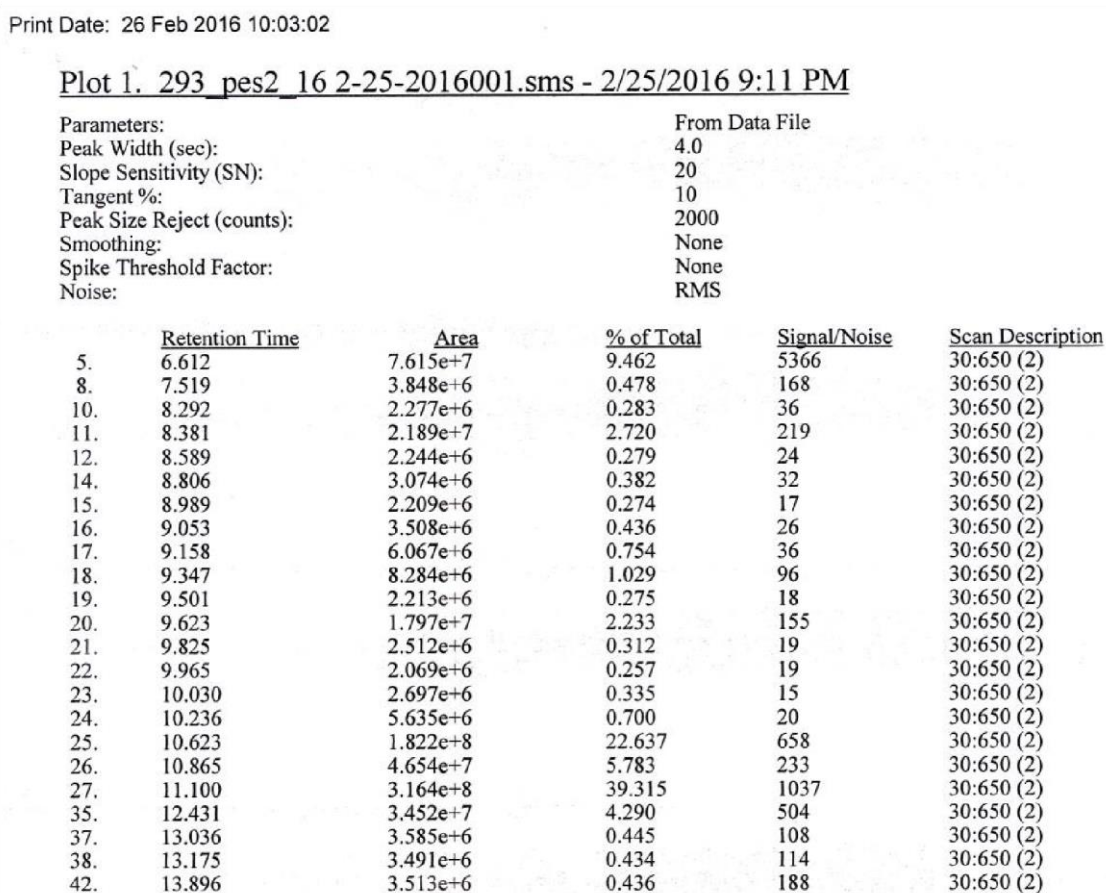 Print Date: 26 Feb 2016 10:03:02
Plot 1. 293_pes2_16 2-25-2016001.sms - 2/25/2016 9:11 PM
Parameters: From Data File
Peak Width (sec): 4.0
Slope Sensitivity (SN): 20
Tangent %: 10
Peak Size Reject (counts): 2000
Smoothing: None
Spike Threshold Factor: None
Noise: RMS
Retention Time Area % of Total Signal/Noise Scan Description
5. 6.612 7.615e+7 9.462 5366 30:650 (2)
8. 7.519 3.848e+6 0.478 168 30:650 (2)
10. 8.292 2.277e+6 0.283 36 30:650 (2)
11. 8.381 2.189e+7 2.720 219 30:650 (2)
12. 8.589 2.244e+6 0.279 24 30:650 (2)
14. 8.806 3.074e+6 0.382 32 30:650 (2)
15. 8.989 2.209e+6 0.274 17 30:650 (2)
16. 9.053 3.508e+6 0.436 26 30:650 (2)
17. 9.158 6.067e+6 0.754 36 30:650 (2)
18. 9.347 8.284e+6 1.029 96 30:650 (2)
19. 9.501 2.213e+6 0.275 18 30:650 (2)
20. 9.623 1.797e+7 2.233 155 30:650 (2)
21. 9.825 2.512e+6 0.312 19 30:650 (2)
22. 9.965 2.069e+6 0.257 19 30:650 (2)
23. 10.030 2.697e+6 0.335 15 30:650 (2)
24. 10.236 5.635e+6 0.700 20 30:650 (2)
25. 10.623 1.822e+8 22.637 658 30:650 (2)
26. 10.865 4.654e+7 5.783 233 30:650 (2)
27. 11.100 3.164e+8 39.315 1037 30:650 (2)
35. 12.431 3.452e+7 4.290 504 30:650 (2)
37. 13.036 3.585e+6 0.445 108 30:650 (2)
38. 13.175 3.491e+6 0.434 114 30:650 (2)
42. 13.896 3.513e+6 0.436 188 30:650 (2)